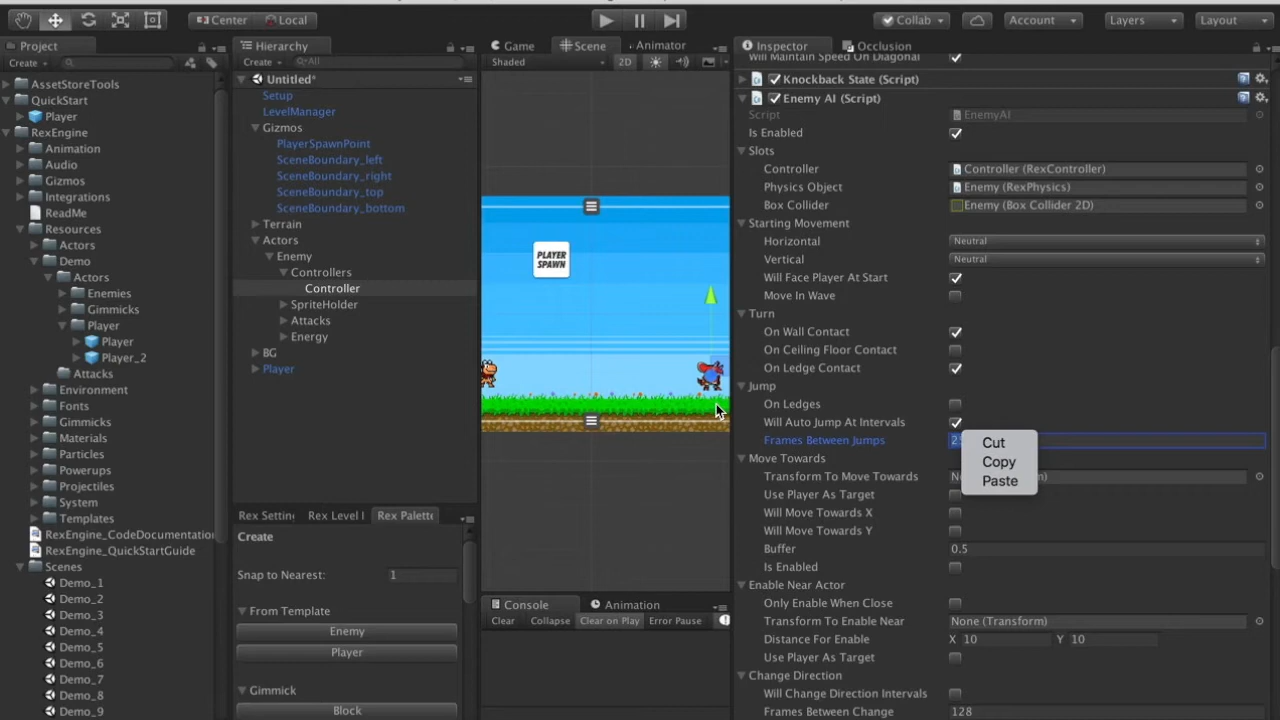 Center
Local
Collab
Account
Layers
Layout
Project
Create
AssetStoreTools
QuickStart
Player
RexEngine
Animation
Audio
Gizmos
Integrations
ReadMe
Resources
Actors
Demo
Actors
Enemies
Gimmicks
Player
Player
Player_2
Attacks
Environment
Fonts
Gimmicks
Materials
Particles
Powerups
Projectiles
System
Templates
RexEngine_CodeDocumentation
RexEngine_QuickStartGuide
Scenes
Demo_1
Demo_2
Demo_3
Demo_4
Demo_5
Demo_6
Demo_7
Demo_8
Demo_9
Hierarchy
Create
All
Untitled*
Setup
LevelManager
Gizmos
PlayerSpawnPoint
SceneBoundary_left
SceneBoundary_right
SceneBoundary_top
SceneBoundary_bottom
Terrain
Actors
Enemy
Controllers
Controller
SpriteHolder
Attacks
Energy
BG
Player
Rex Settin
Rex Level I
Rex Palette
Create
Snap to Nearest: 1
From Template
Enemy
Player
Gimmick
Block
Game
Scene
Animator
Shaded
2D
PLAYER
SPAWN
Console
Animation
Clear
Collapse
Clear on Play
Error Pause
Inspector
Occlusion
Will Maintain Speed On Diagonal
Knockback State (Script)
Enemy AI (Script)
Script EnemyAI
Is Enabled
Slots
Controller Controller (RexController)
Physics Object Enemy (RexPhysics)
Box Collider Enemy (Box Collider 2D)
Starting Movement
Horizontal Neutral
Vertical Neutral
Will Face Player At Start
Move In Wave
Turn
On Wall Contact
On Ceiling Floor Contact
On Ledge Contact
Jump
On Ledges
Will Auto Jump At Intervals
Frames Between Jumps
Cut
Copy
Paste
Move Towards
Transform To Move Towards
Use Player As Target
Will Move Towards X
Will Move Towards Y
Buffer 0.5
Is Enabled
Enable Near Actor
Only Enable When Close
Transform To Enable Near None (Transform)
Distance For Enable X 10 Y 10
Use Player As Target
Change Direction
Will Change Direction Intervals
Frames Between Change 128